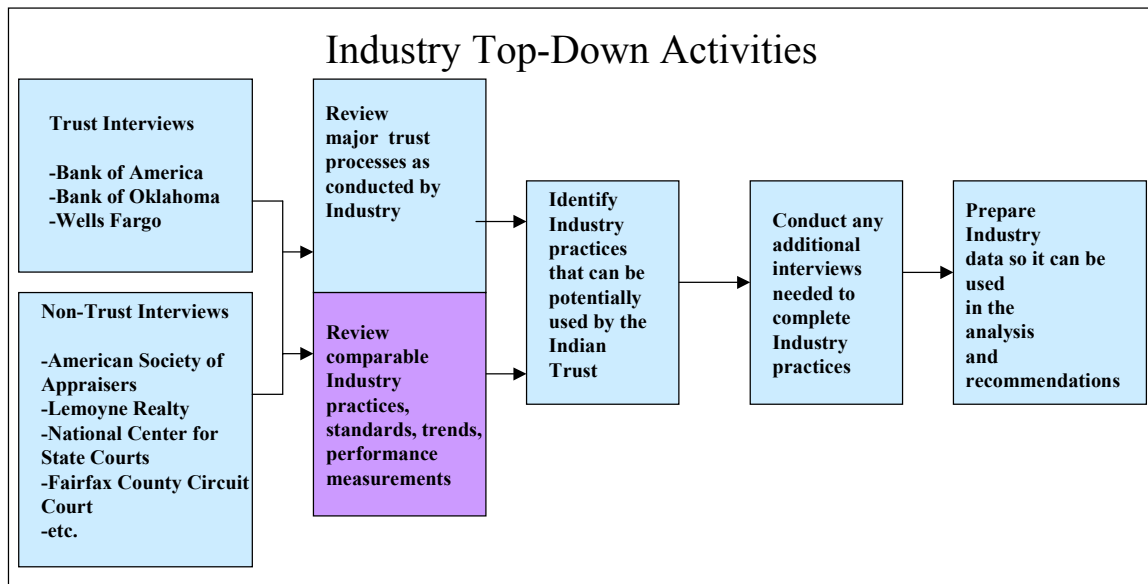 Industry Top-Down Activities
Trust Interviews
-Bank of America
-Bank of Oklahoma
-Wells Fargo
Non-Trust Interviews
-American Society of
Appraisers
-Lemoyne Realty
-National Center for
State Courts
-Fairfax County Circuit
Court
-etc.
Review
major trust
processes as
conducted by
Industry
Review
comparable
Industry
practices,
standards, trends,
performance
measurements
Identify
Industry
practices
that can be
potentially
used by the
Indian
Trust
Conduct any
additional
interviews
needed to
complete
Industry
practices
Prepare
Industry
data so it can be
used
in the
analysis
and
recommendations